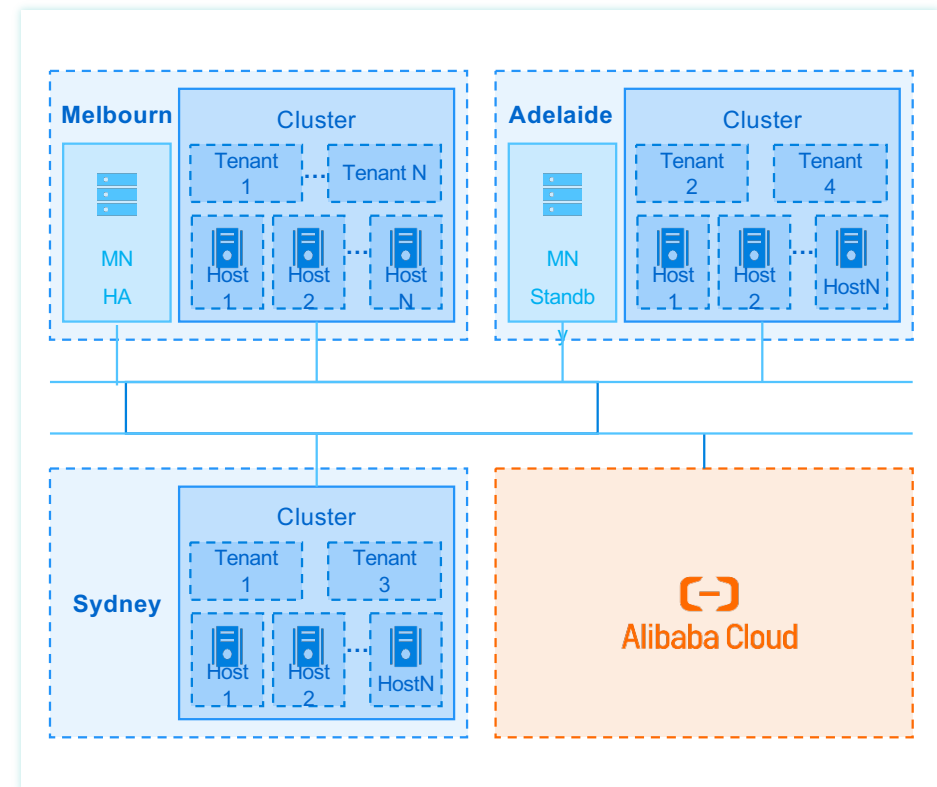 Melbourn
Cluster
Tenant
1
...
Tenant N
MN
HA
Host
1
Host
2
...
Host
N
Adelaide
Cluster
Tenant
2
Tenant
4
MN
Standb
y
Host
1
Host
2
...
HostN
Sydney
Cluster
Tenant
1
Tenant
3
Host
1
Host
2
...
HostN
Alibaba Cloud